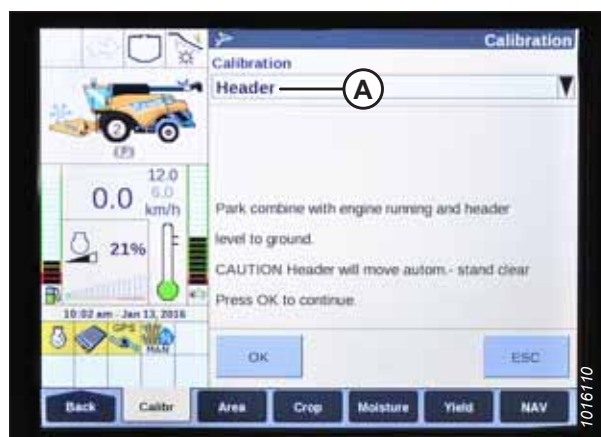 Calibration
Calibration
Header
A
(P)
12.0
0.0
6.0
km/h
21%
Park combine with engine running and header
level to ground.
CAUTION Header will move autom.- stand clear
Press OK to continue
10:02 am Jan 13, 2016
GPS
MAN
OK
ESC
Back
Calibr
Area
Crop
Moisture
Yield
NAV
1016110